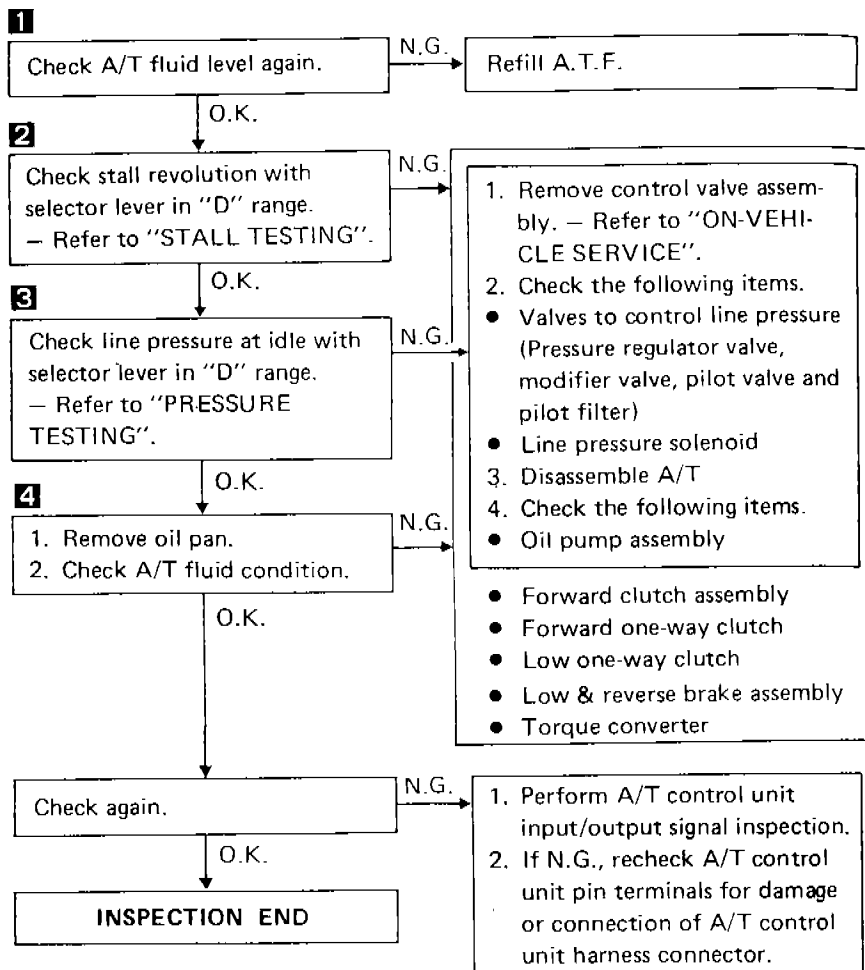 1
Check A/T fluid level again.
N.G.
Refill A.T.F.
O.K.
2
Check stall revolution with
selector lever in "D" range.
— Refer to "STALL TESTING".
N.G.
O.K.
3
Check line pressure at idle with
selector lever in "D" range.
— Refer to "PRESSURE
TESTING".
N.G.
O.K.
4
1. Remove oil pan.
2. Check A/T fluid condition.
N.G.
O.K.
1. Remove control valve assem-
bly. — Refer to "ON-VEHI-
CLE SERVICE".
2. Check the following items.
● Valves to control line pressure
(Pressure regulator valve,
modifier valve, pilot valve and
pilot filter)
● Line pressure solenoid
3. Disassemble A/T
4. Check the following items.
● Oil pump assembly
● Forward clutch assembly
● Forward one-way clutch
● Low one-way clutch
● Low & reverse brake assembly
● Torque converter
Check again.
N.G.
1. Perform A/T control unit
input/output signal inspection.
2. If N.G., recheck A/T control
unit pin terminals for damage
or connection of A/T control
unit harness connector.
O.K.
INSPECTION END